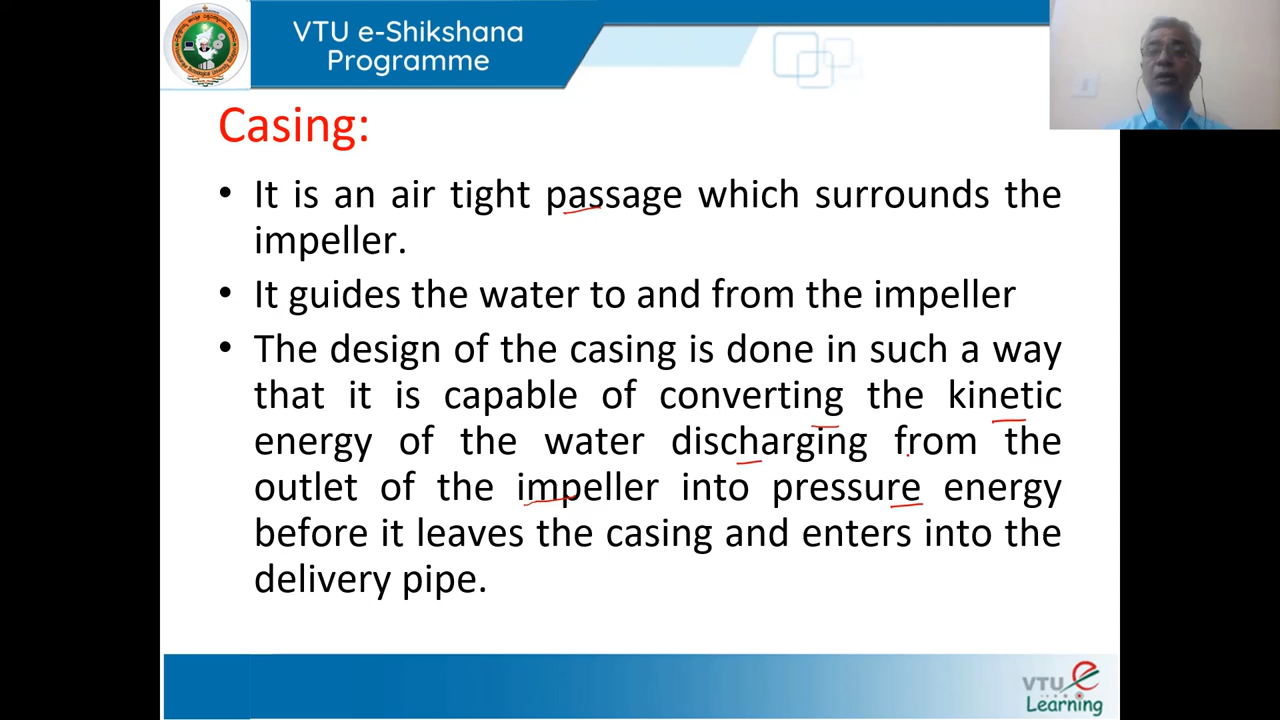 VTU e-Shikshana
Programme
Casing:
• It is an air tight passage which surrounds the
impeller.
• It guides the water to and from the impeller
• The design of the casing is done in such a way
that it is capable of converting the kinetic
energy of the water discharging from the
outlet of the impeller into pressure energy
before it leaves the casing and enters into the
delivery pipe.
VTU e
Learning